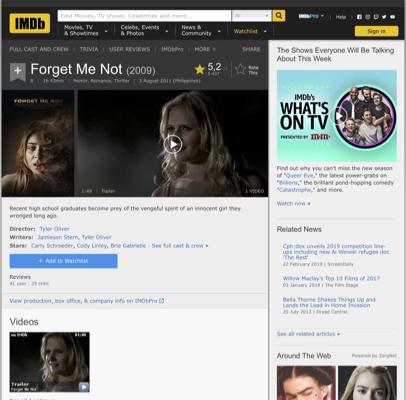 IMDb
Find Movies, TV shows, Celebrities and more...
All
IMDbPro
Help
Movies, TV & Showtimes
Celebs, Events & Photos
News & Community
Watchlist
Sign in
FULL CAST AND CREW | TRIVIA | USER REVIEWS | IMDbPro | MORE
SHARE
Forget Me Not (2009)
1h 43min | Horror, Romance, Thriller | 3 August 2011 (Philippines)
5,2
Rate This
FORGET ME NOT
1:49 | Trailer
1 VIDEO
Recent high school graduates become prey of the vengeful spirit of an innocent girl they wronged long ago.
Director: Tyler Oliver
Writers: Jamieson Stern, Tyler Oliver
Stars: Carly Schroeder, Cody Linley, Brie Gabrielle | See full cast & crew »
+ Add to Watchlist
Reviews
41 user | 25 critic
View production, box office, & company info on IMDbPro
Videos
on IMDb
01:49
Trailer
Forget Me Not
The Shows Everyone Will Be Talking About This Week
IMDb's
WHAT'S ON TV
PRESENTED BY
Find out why you can't miss the new season of "Queer Eye," the latest power-grabs on "Billions," the brilliant pond-hopping comedy "Catastrophe," and more.
Watch now »
Related News
Cph:dox unveils 2019 competition line-ups including Ai Weiwei refugee doc 'The Rest'
22 February 2019 | ScreenDaily
Willow Maclay's Top 10 Films of 2017
03 January 2018 | The Film Stage
Bella Thorne Shakes Things Up and Lands the Lead in Home Invasion
25 July 2013 | Dread Central
See all related articles »
Around The Web
Powered by ZergNet